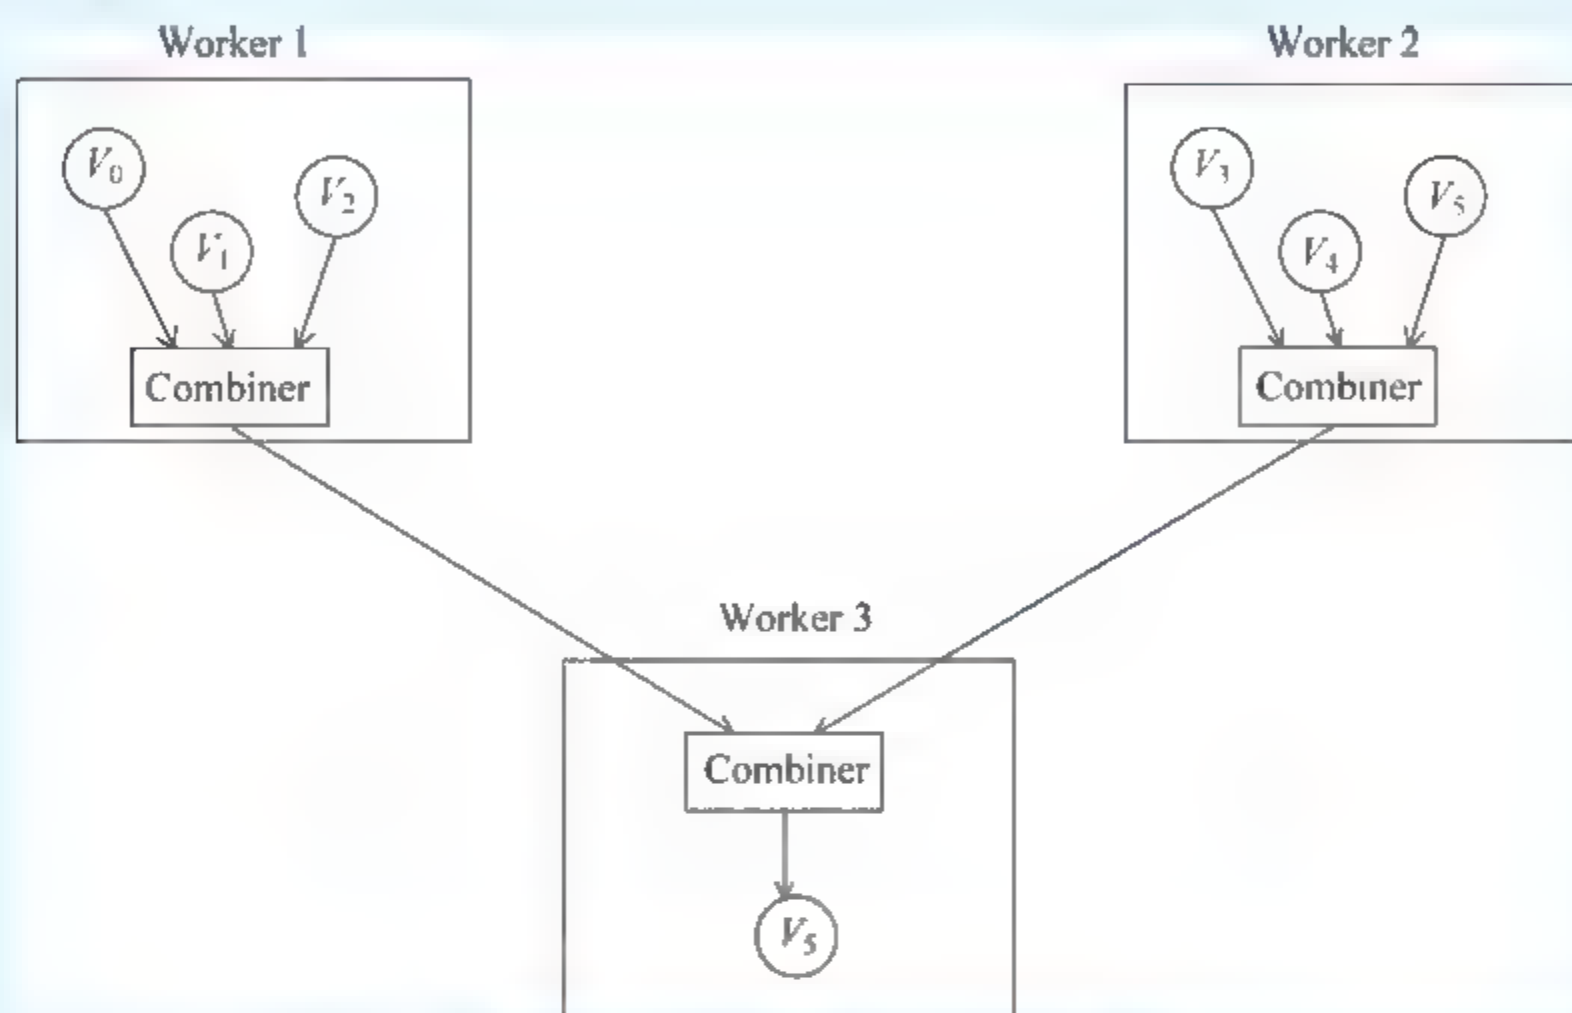 Worker 1
V0
V1
V2
Combiner
Worker 2
V3
V4
V5
Combiner
Worker 3
Combiner
V5